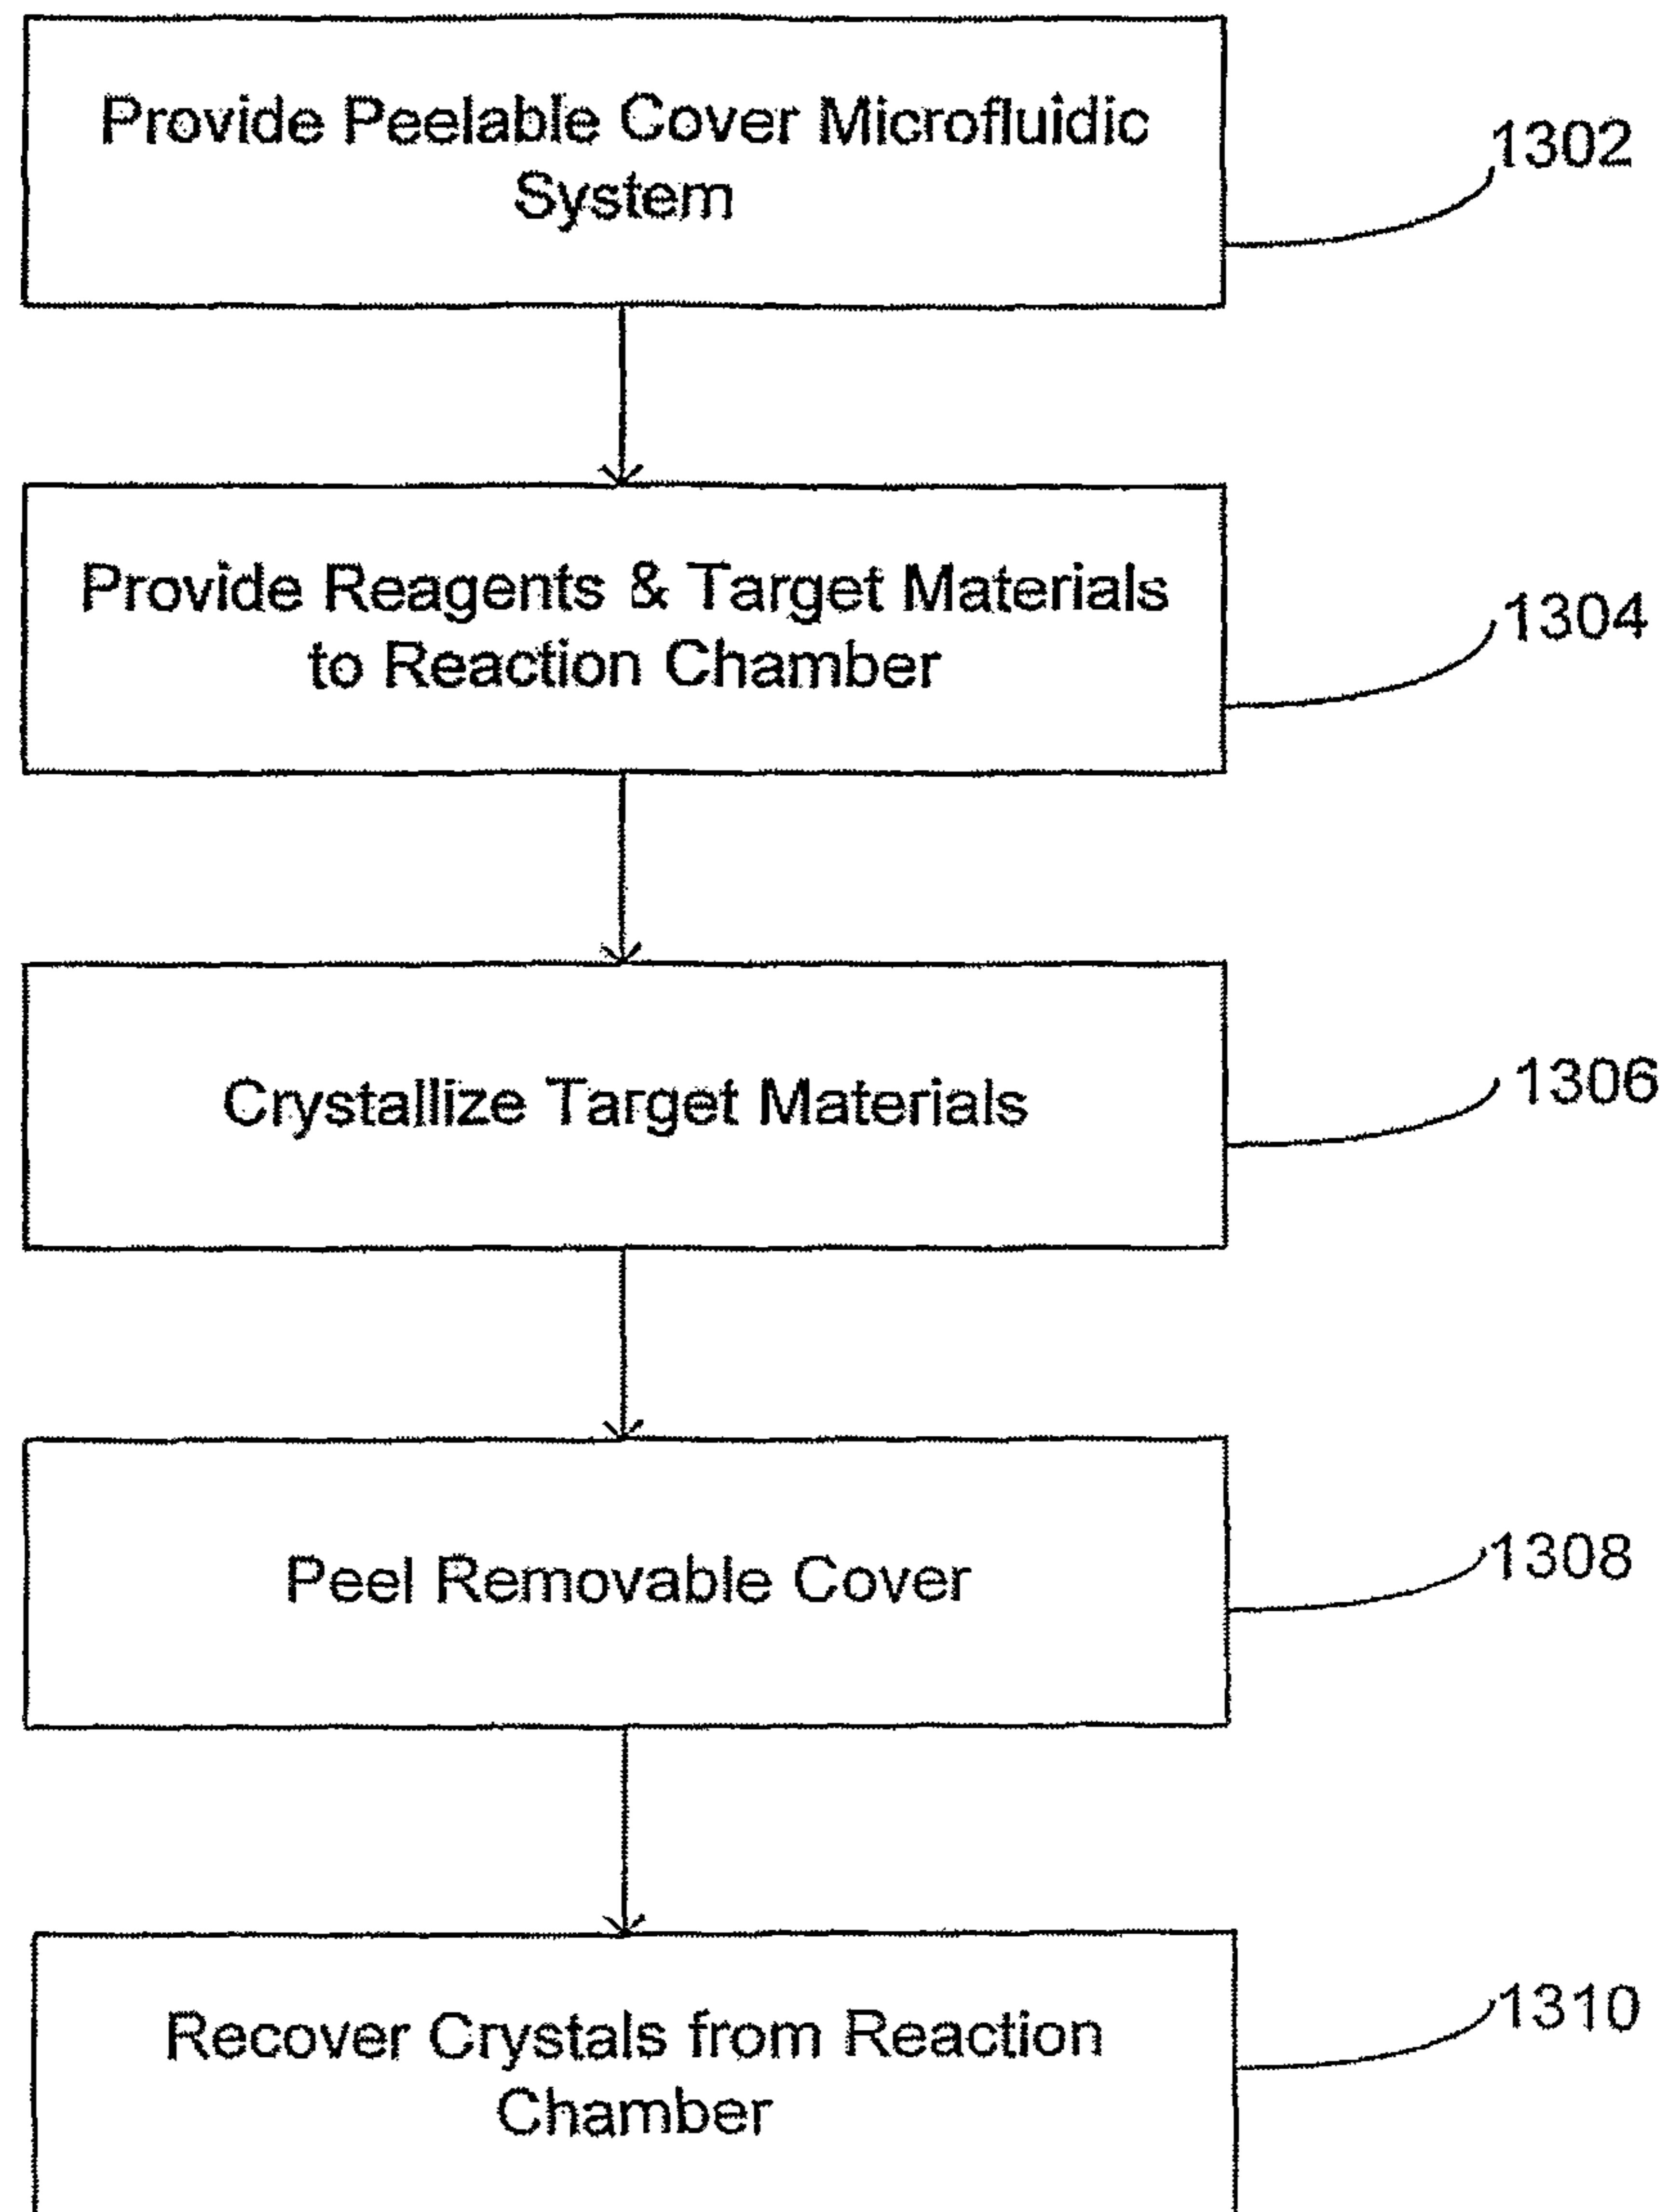 Provide Peelable Cover Microfluidic
System
1302
Provide Reagents & Target Materials
to Reaction Chamber
1304
Crystallize Target Materials
1306
Peel Removable Cover
1308
Recover Crystals from Reaction
Chamber
1310